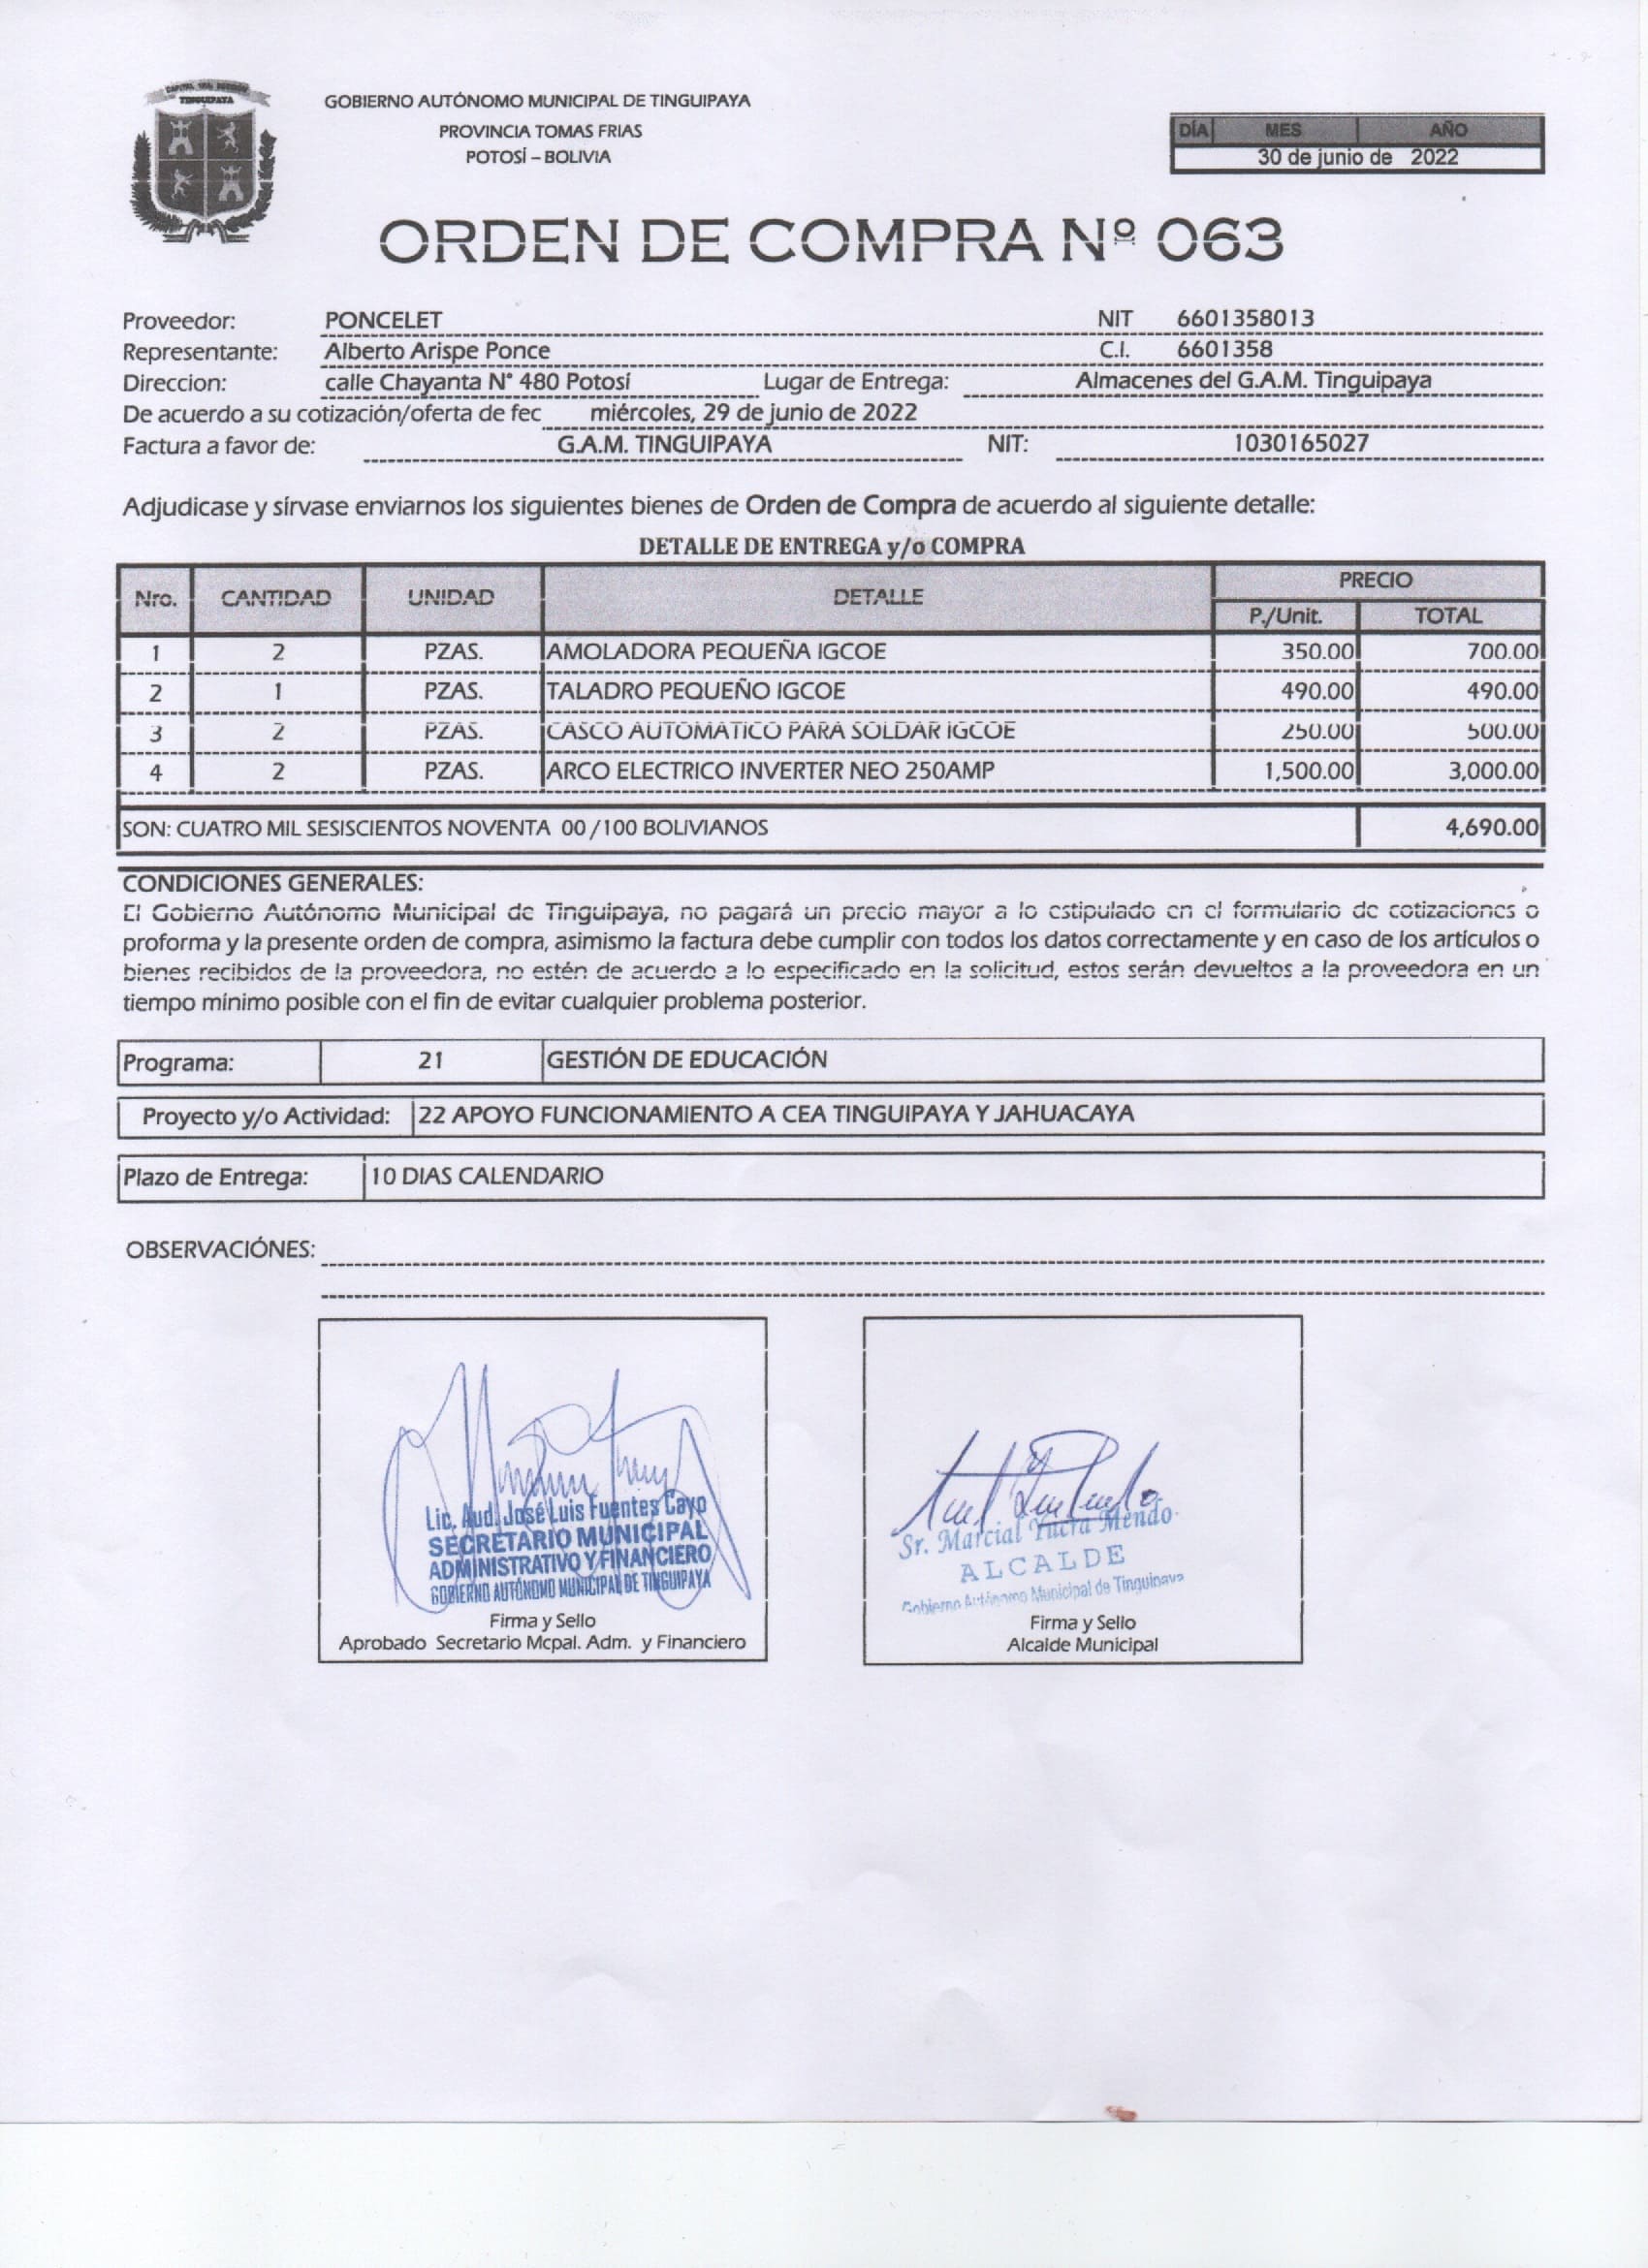 CAPITAL 1RA. SECCIÓN
TINGUIPAYA
GOBIERNO AUTÓNOMO MUNICIPAL DE TINGUIPAYA
PROVINCIA TOMAS FRIAS
POTOSÍ – BOLIVIA
DÍA MES AÑO
30 de junio de 2022
ORDEN DE COMPRA Nº 063
Proveedor: PONCELET NIT 6601358013
Representante: Alberto Arispe Ponce C.I. 6601358
Direccion: calle Chayanta N° 480 Potosí Lugar de Entrega: Almacenes del G.A.M. Tinguipaya
De acuerdo a su cotización/oferta de fec miércoles, 29 de junio de 2022
Factura a favor de: G.A.M. TINGUIPAYA NIT: 1030165027
Adjudicase y sírvase enviarnos los siguientes bienes de Orden de Compra de acuerdo al siguiente detalle:
DETALLE DE ENTREGA y/o COMPRA
Nro. CANTIDAD UNIDAD DETALLE PRECIO
P./Unit. TOTAL
1 2 PZAS. AMOLADORA PEQUEÑA IGCOE 350.00 700.00
2 1 PZAS. TALADRO PEQUEÑO IGCOE 490.00 490.00
3 2 PZAS. CASCO AUTOMATICO PARA SOLDAR IGCOE 250.00 500.00
4 2 PZAS. ARCO ELECTRICO INVERTER NEO 250AMP 1,500.00 3,000.00
SON: CUATRO MIL SESISCIENTOS NOVENTA 00 /100 BOLIVIANOS 4,690.00
CONDICIONES GENERALES:
El Gobierno Autónomo Municipal de Tinguipaya, no pagará un precio mayor a lo estipulado en el formulario de cotizaciones o
proforma y la presente orden de compra, asimismo la factura debe cumplir con todos los datos correctamente y en caso de los artículos o
bienes recibidos de la proveedora, no estén de acuerdo a lo especificado en la solicitud, estos serán devueltos a la proveedora en un
tiempo mínimo posible con el fin de evitar cualquier problema posterior.
Programa: 21 GESTIÓN DE EDUCACIÓN
Proyecto y/o Actividad: 22 APOYO FUNCIONAMIENTO A CEA TINGUIPAYA Y JAHUACAYA
Plazo de Entrega: 10 DIAS CALENDARIO
OBSERVACIÓNES:
Lic. Aud. José Luis Fuentes Cayo
SECRETARIO MUNICIPAL
ADMINISTRATIVO Y FINANCIERO
GOBIERNO AUTÓNOMO MUNICIPAL DE TINGUIPAYA
Firma y Sello
Aprobado Secretario Mcpal. Adm. y Financiero
Sr. Marcial Yucra Mendo
ALCALDE
Gobierno Autónomo Municipal de Tinguipaya
Firma y Sello
Alcalde Municipal